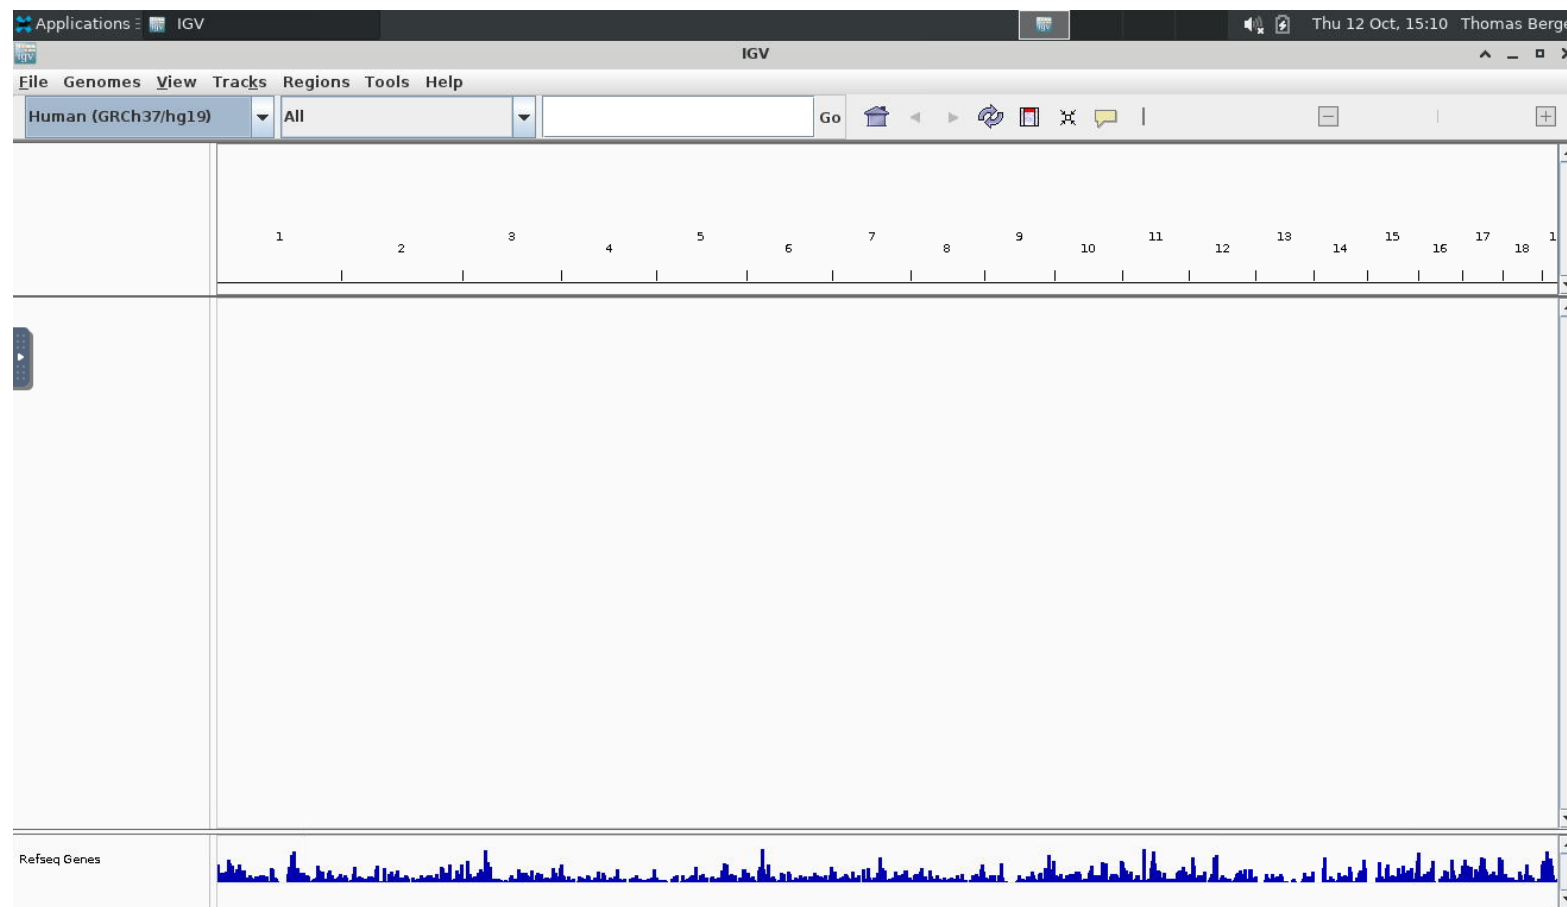 Applications IGV Thu 12 Oct, 15:10 Thomas Berge
IGV
File Genomes View Tracks Regions Tools Help
Human (GRCh37/hg19) All Go
1 3 5 7 9 11 13 15 17 1
2 4 6 8 10 12 14 16 18
Refseq Genes